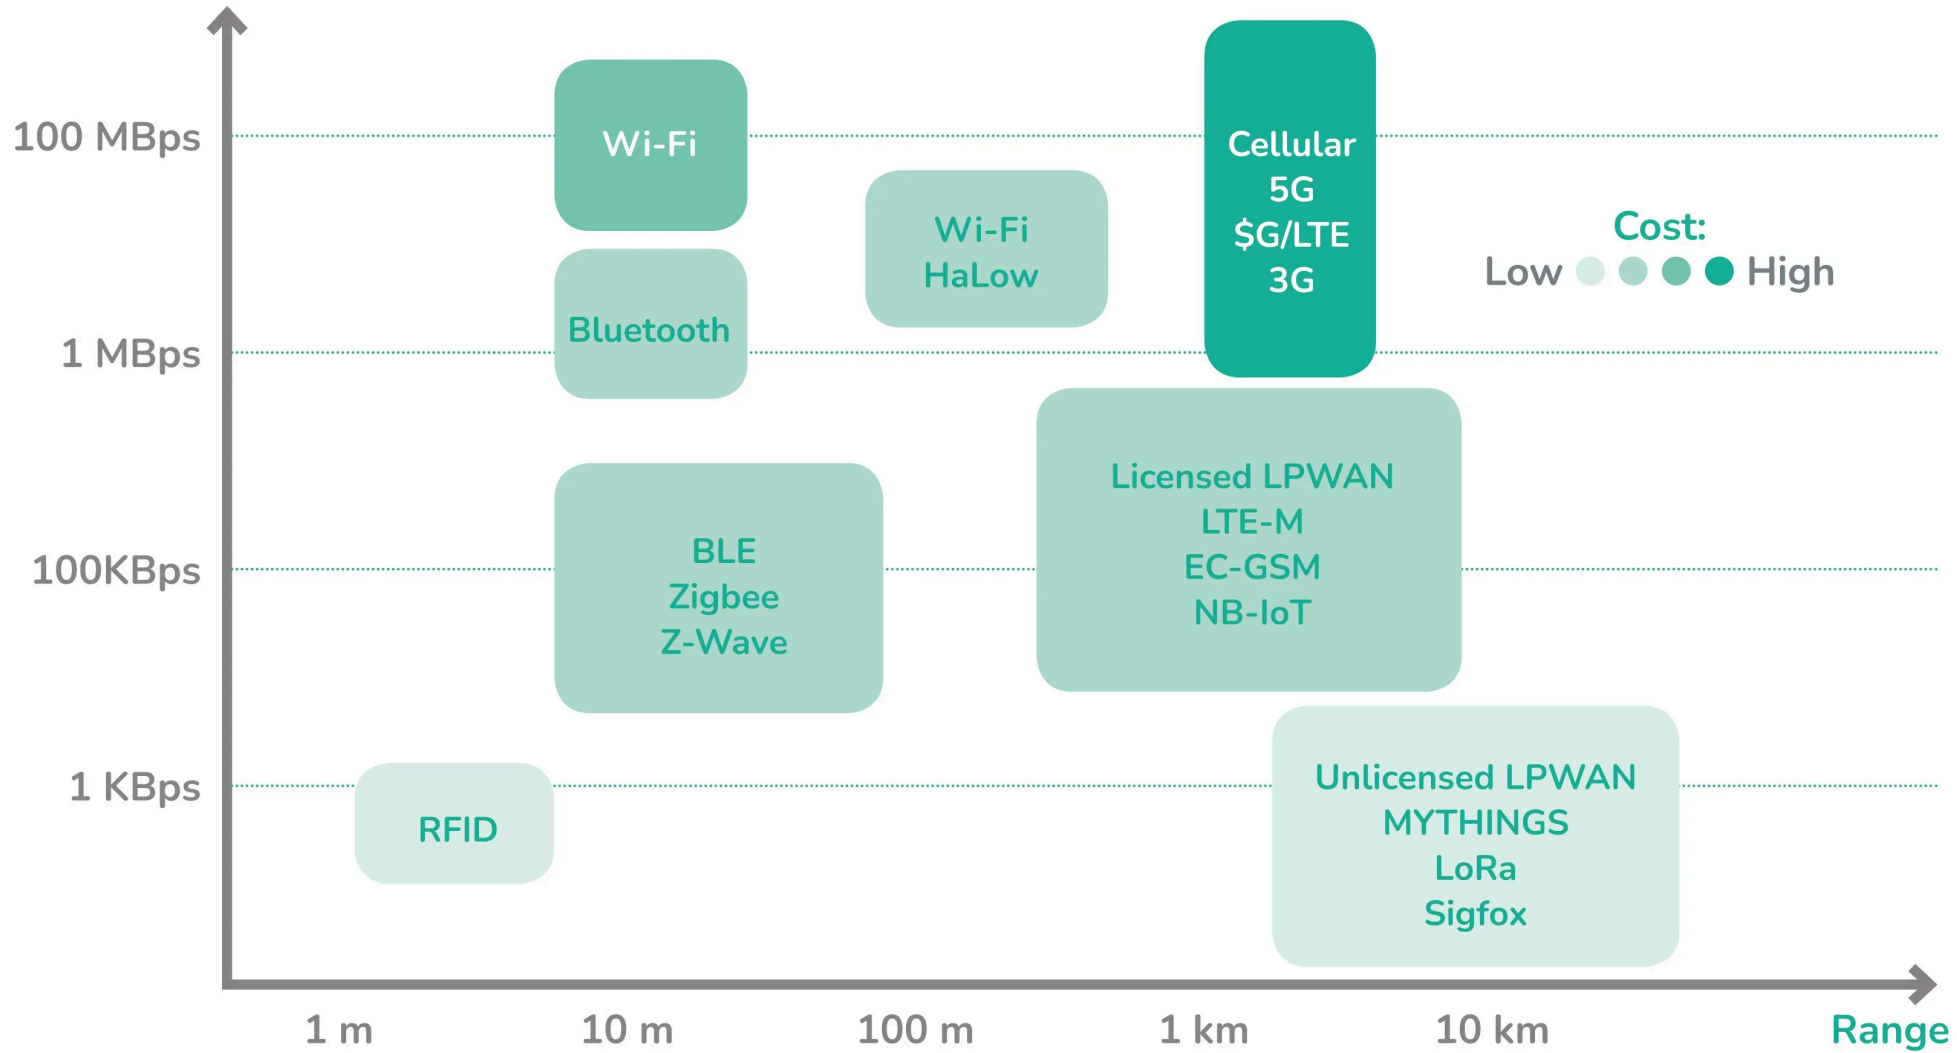 100 MBps
1 MBps
100KBps
1 KBps
Wi-Fi
Bluetooth
Wi-Fi
HaLow
Cellular
5G
$G/LTE
3G
Cost:
Low High
BLE
Zigbee
Z-Wave
Licensed LPWAN
LTE-M
EC-GSM
NB-IoT
RFID
Unlicensed LPWAN
MYTHINGS
LoRa
Sigfox
1 m 10 m 100 m 1 km 10 km Range